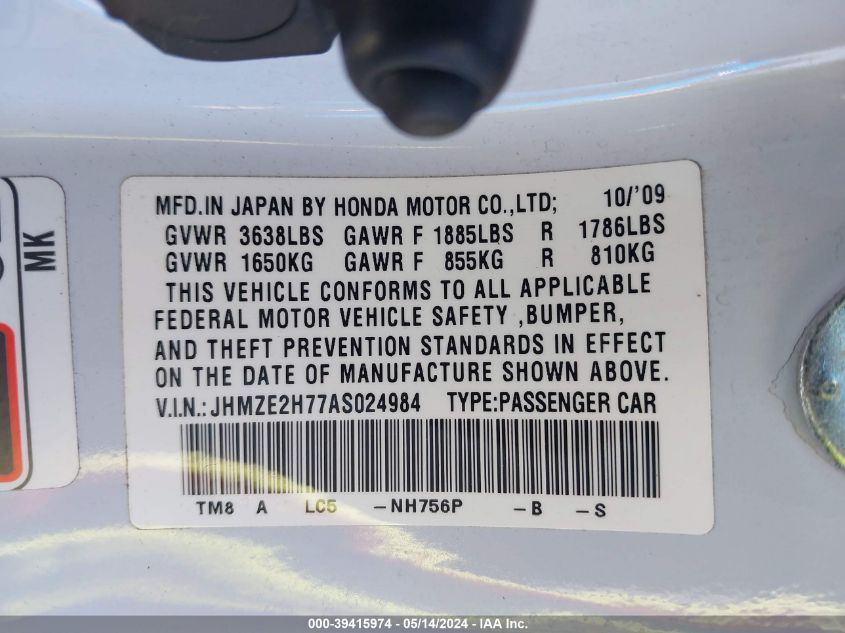 MFD.IN JAPAN BY HONDA MOTOR CO.,LTD; 10/'09
GVWR 3638LBS GAWR F 1885LBS R 1786LBS
GVWR 1650KG GAWR F 855KG R 810KG
THIS VEHICLE CONFORMS TO ALL APPLICABLE
FEDERAL MOTOR VEHICLE SAFETY ,BUMPER,
AND THEFT PREVENTION STANDARDS IN EFFECT
ON THE DATE OF MANUFACTURE SHOWN ABOVE.
V.I.N.:JHMZE2H77AS024984 TYPE:PASSENGER CAR
TM8 A LC5 -NH756P -B -S
MK
000-39415974 - 05/14/2024 - IAA Inc.